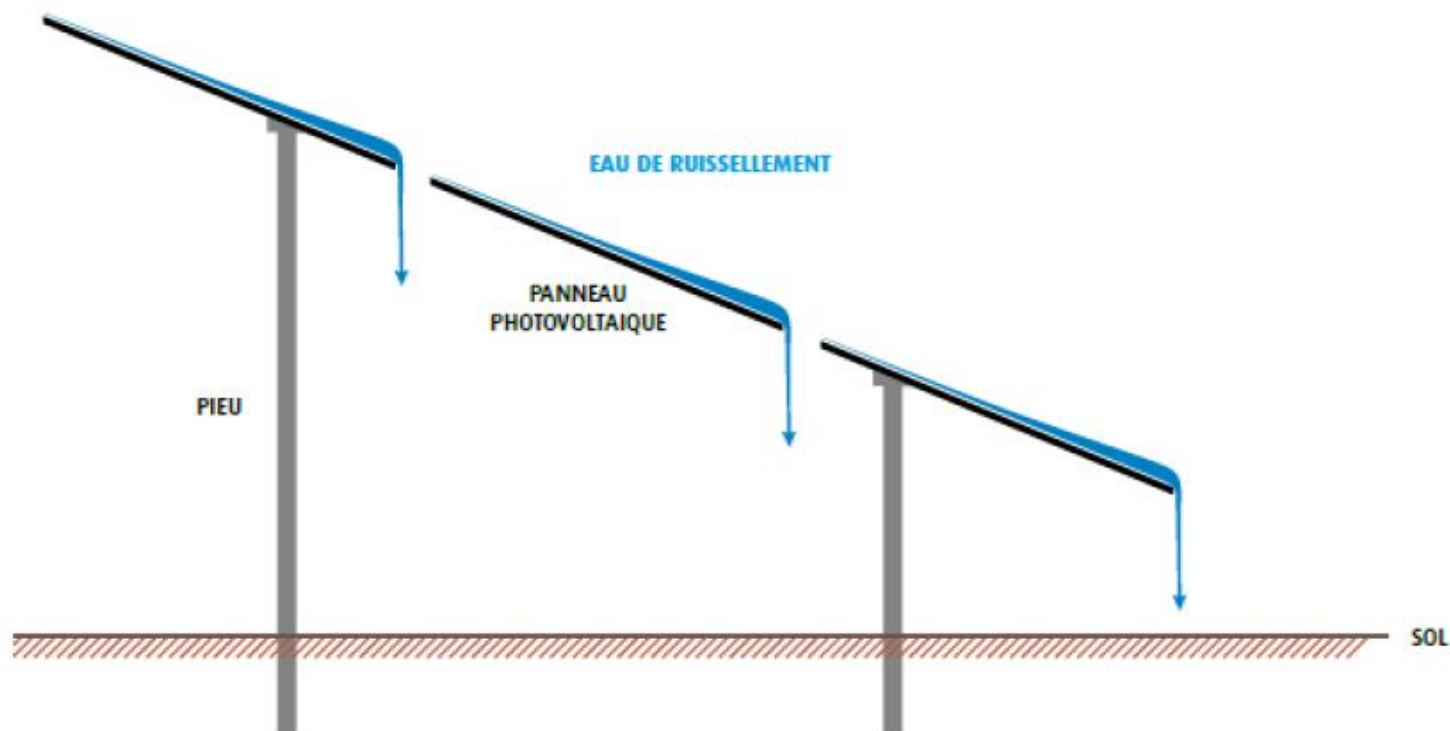 EAU DE RUISSELLEMENT
PANNEAU
PHOTOVOLTAIQUE
PIEU
SOL